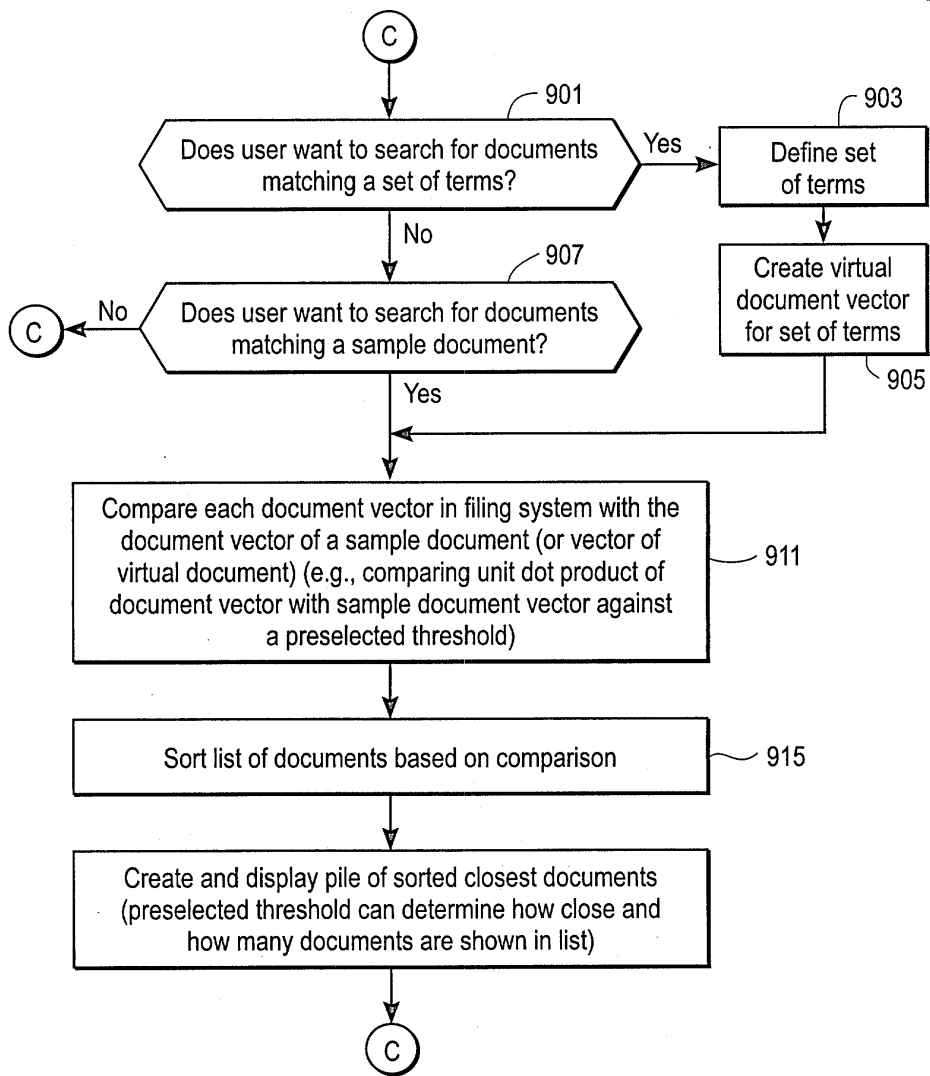 C
901
Does user want to search for documents
matching a set of terms?
Yes
903
Define set
of terms
No
Create virtual
document vector
for set of terms
905
907
Does user want to search for documents
matching a sample document?
No
C
Yes
Compare each document vector in filing system with the
document vector of a sample document (or vector of
virtual document) (e.g., comparing unit dot product of
document vector with sample document vector against
a preselected threshold)
911
Sort list of documents based on comparison
915
Create and display pile of sorted closest documents
(preselected threshold can determine how close and
how many documents are shown in list)
C